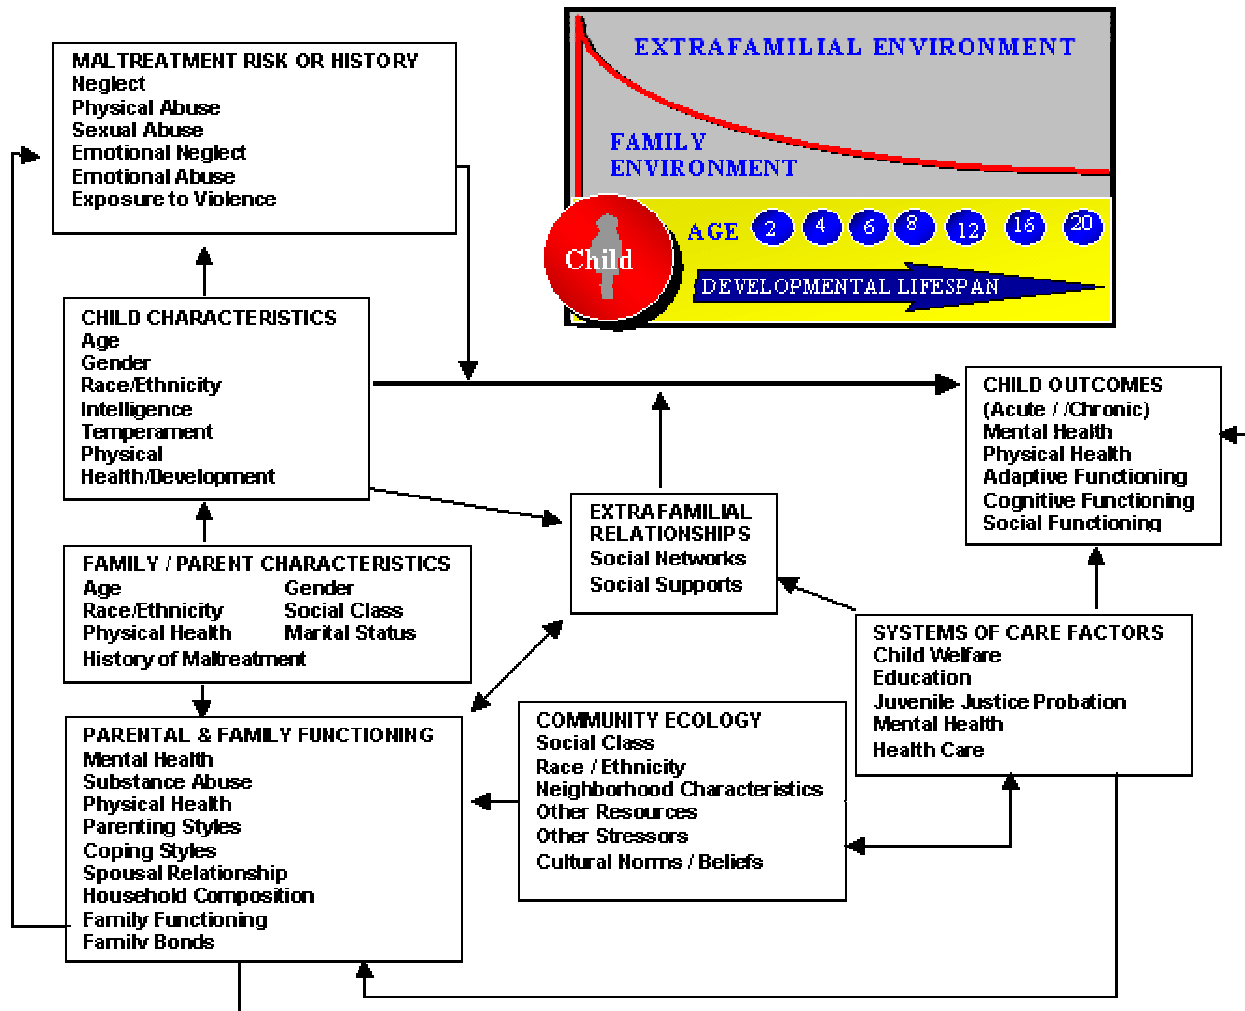 MALTREATMENT RISK OR HISTORY
Neglect
Physical Abuse
Sexual Abuse
Emotional Neglect
Emotional Abuse
Exposure to Violence
EXTRAFAMILIAL ENVIRONMENT
FAMILY
ENVIRONMENT
Child
AGE 2 4 6 8 12 16 20
DEVELOPMENTAL LIFESPAN
CHILD CHARACTERISTICS
Age
Gender
Race/Ethnicity
Intelligence
Temperament
Physical
Health/Development
CHILD OUTCOMES
(Acute / /Chronic)
Mental Health
Physical Health
Adaptive Functioning
Cognitive Functioning
Social Functioning
EXTRAFAMILIAL
RELATIONSHIPS
Social Networks
Social Supports
FAMILY / PARENT CHARACTERISTICS
Age Gender
Race/Ethnicity Social Class
Physical Health Marital Status
History of Maltreatment
SYSTEMS OF CARE FACTORS
Child Welfare
Education
Juvenile Justice Probation
Mental Health
Health Care
PARENTAL & FAMILY FUNCTIONING
Mental Health
Substance Abuse
Physical Health
Parenting Styles
Coping Styles
Spousal Relationship
Household Composition
Family Functioning
Family Bonds
COMMUNITY ECOLOGY
Social Class
Race / Ethnicity
Neighborhood Characteristics
Other Resources
Other Stressors
Cultural Norms / Beliefs